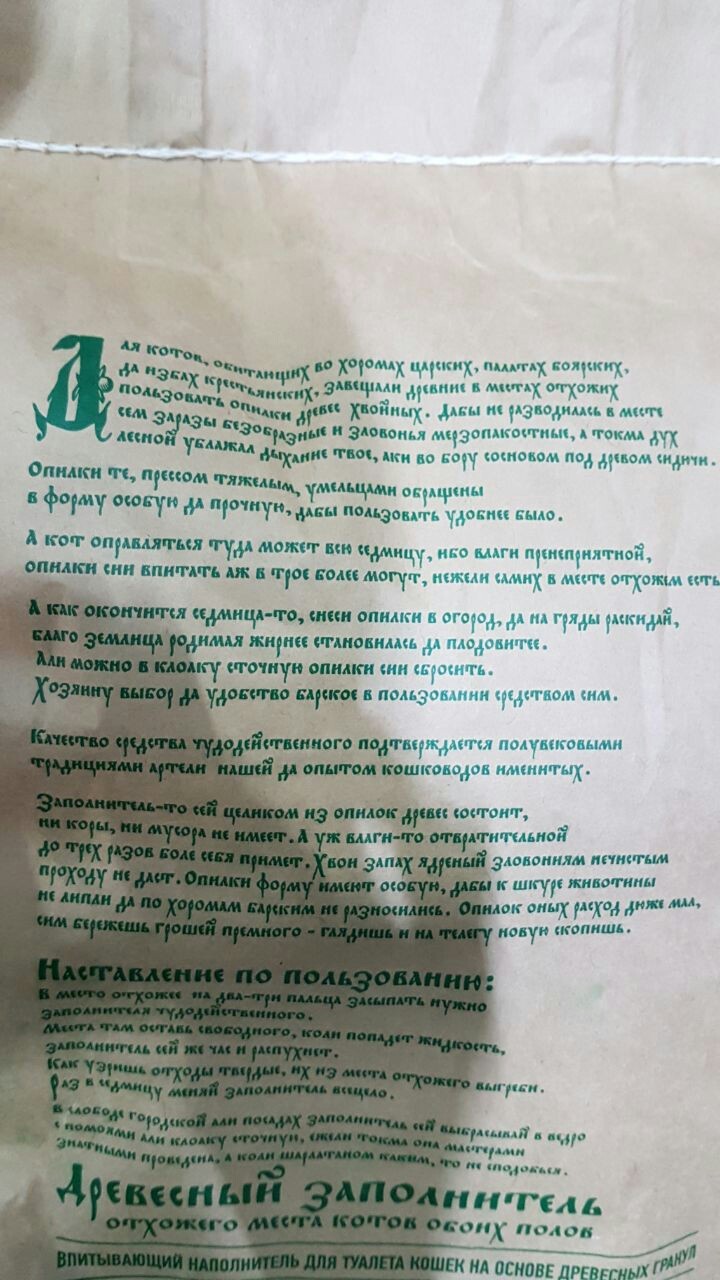 Для котов, обитающих во хоромах царских, палатах боярских,
да избах крестьянских, завещали древние в местах отхожих
пользовать опилки древес хвойных. Дабы не разводилась в месте
сем заразы безобразные и зловонья мерзопакостные, а токма дух
лесной ублажал дыхание твое, аки во бору сосновом под древом сидючи.
Опилки те, прессом тяжелым, умельцами обращены
в форму особую да прочную, дабы пользовать удобнее было.
А кот оправляться туда может всю седмицу, ибо влаги пренеприятной,
опилки сии впитать аж в трое более могут, нежели самих в месте отхожем есть
А как окончится седмица-то, снеси опилки в огород, да на гряды раскидай,
благо землица родимая жирнее становилась да плодовитее.
Али можно в клоаку сточную опилки сии сбросить.
Хозяину выбор да удобство барское в пользовании средством сим.
Качество средства чудодейственного подтверждается полувековыми
традициями артели нашей да опытом кошководов именитых.
Заполнитель-то сей целиком из опилок древес состоит,
ни коры, ни мусора не имеет. А уж влаги-то отвратительной
до трех разов боле себя примет. Хвои запах ядреный зловониям нечистым
проходу не даст. Опилки форму имеют особую, дабы к шкуре животины
не липли да по хоромам барским не разносились. Опилок оных расход дюже мал,
сим бережешь грошей премного - глядишь и на телегу новую скопишь.
Наставление по пользованию:
В место отхожее на два-три пальца засыпать нужно
заполнителя чудодейственного.
Места там оставь свободного, коли попадет жидкость,
заполнитель сей же час и распухнет.
Как узришь отходы твердые, их из места отхожего выгреби.
Раз в седмицу меняй заполнитель всецело.
В слободе городской али посадах заполнитель сей выбрасывай в ведро
с помоями али клоаку сточную, ежели токма она мастерами
знатными проведена, а коли шарлатаном каким, то не сподобься.
Древесный заполнитель
отхожего места котов обоих полов
ВПИТЫВАЮЩИЙ НАПОЛНИТЕЛЬ ДЛЯ ТУАЛЕТА КОШЕК НА ОСНОВЕ ДРЕВЕСНЫХ ГРАНУЛ